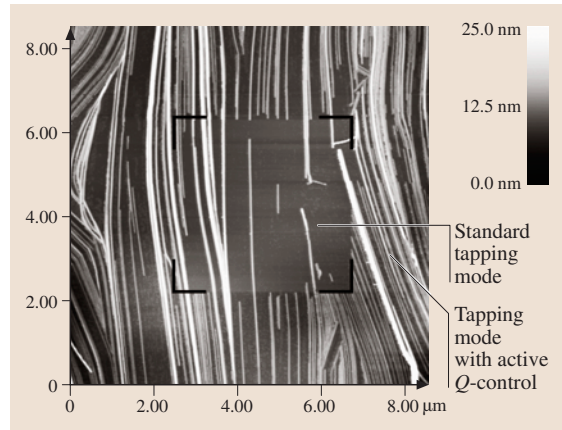 25.0 nm
8.00
12.5 nm
6.00
0.0 nm
4.00
Standard
tapping
mode
2.00
Tapping
mode
with active
Q-control
0
0
2.00
4.00
6.00
8.00 µm